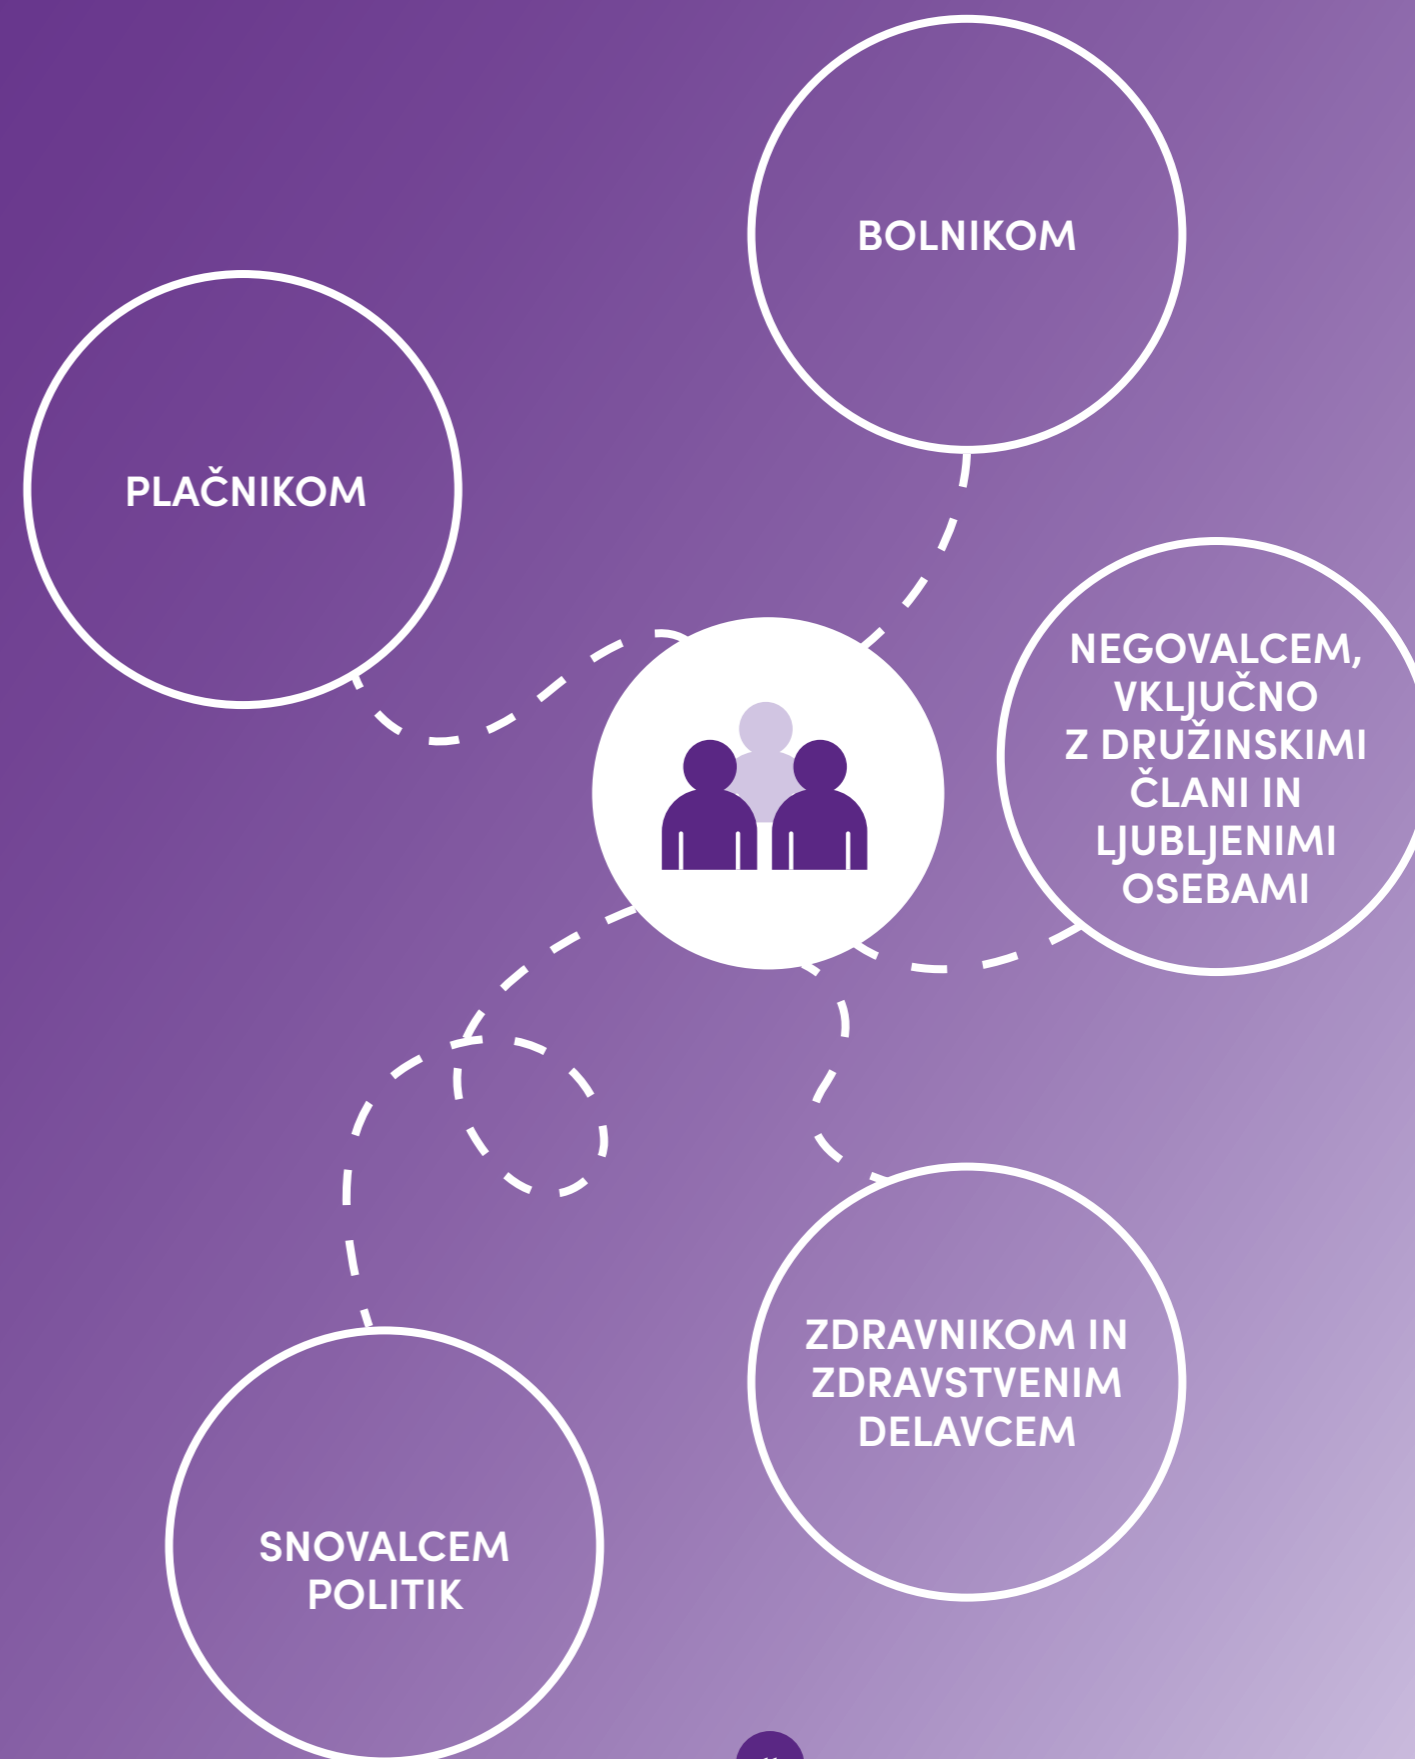 BOLNIKOM
PLAČNIKOM
NEGOVALCEM,
VKLJUČNO
Z DRUŽINSKIMI
ČLANI IN
LJUBLJENIMI
OSEBAMI
ZDRAVNIKOM IN
ZDRAVSTVENIM
DELAVCEM
SNOVALCEM
POLITIK